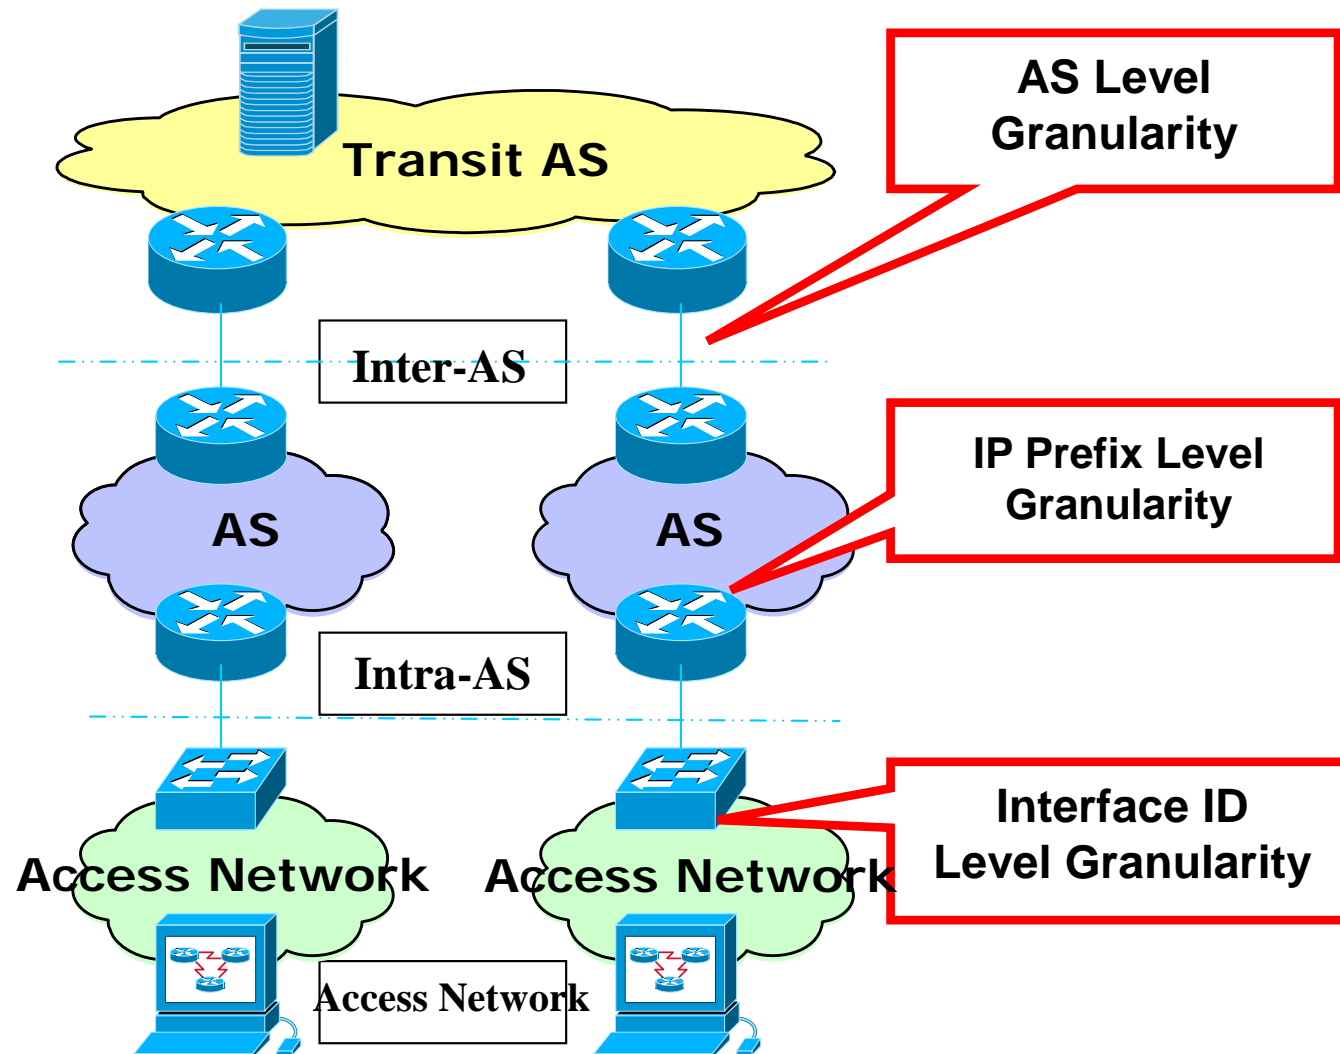 AS Level
Granularity
Transit AS
Inter-AS
IP Prefix Level
Granularity
AS
AS
Intra-AS
Interface ID
Level Granularity
Access Network
Access Network
Access Network